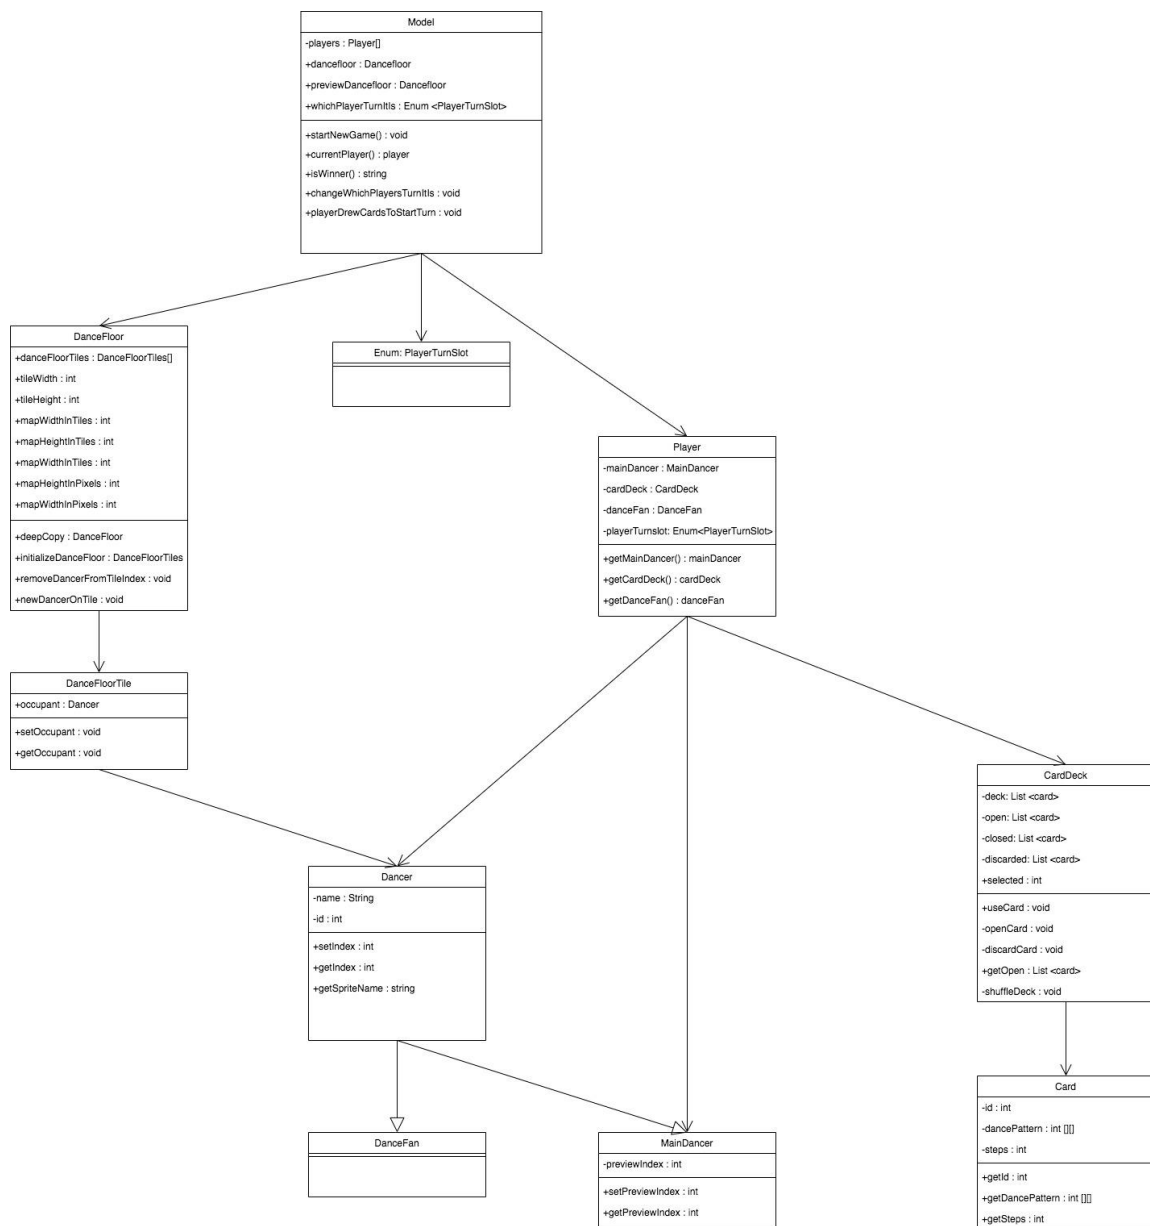 Model
-players : Player[]
+dancefloor : Dancefloor
+previewDancefloor : Dancefloor
+whichPlayerTurnItIs : Enum <PlayerTurnSlot>
+startNewGame() : void
+currentPlayer() : player
+isWinner() : string
+changeWhichPlayersTurnItIs : void
+playerDrewCardsToStartTurn : void
DanceFloor
+danceFloorTiles : DanceFloorTiles[]
+tileWidth : int
+tileHeight : int
+mapWidthInTiles : int
+mapHeightInTiles : int
+mapWidthInTiles : int
+mapHeightInPixels : int
+mapWidthInPixels : int
+deepCopy : DanceFloor
+initializeDanceFloor : DanceFloorTiles
+removeDancerFromTileIndex : void
+newDancerOnTile : void
Enum: PlayerTurnSlot
Player
-mainDancer : MainDancer
-cardDeck : CardDeck
-danceFan : DanceFan
-playerTurnslot: Enum<PlayerTurnSlot>
+getMainDancer() : mainDancer
+getCardDeck() : cardDeck
+getDanceFan() : danceFan
DanceFloorTile
+occupant : Dancer
+setOccupant : void
+getOccupant : void
CardDeck
-deck: List <card>
-open: List <card>
-closed: List <card>
-discarded: List <card>
+selected : int
+useCard : void
-openCard : void
-discardCard : void
+getOpen : List <card>
-shuffleDeck : void
Dancer
-name : String
-id : int
+setIndex : int
+getIndex : int
+getSpriteName : string
Card
-id : int
-dancePattern : int [][]
-steps : int
+getId : int
+getDancePattern : int [][]
+getSteps : int
DanceFan
MainDancer
-previewIndex : int
+setPreviewIndex : int
+getPreviewIndex : int